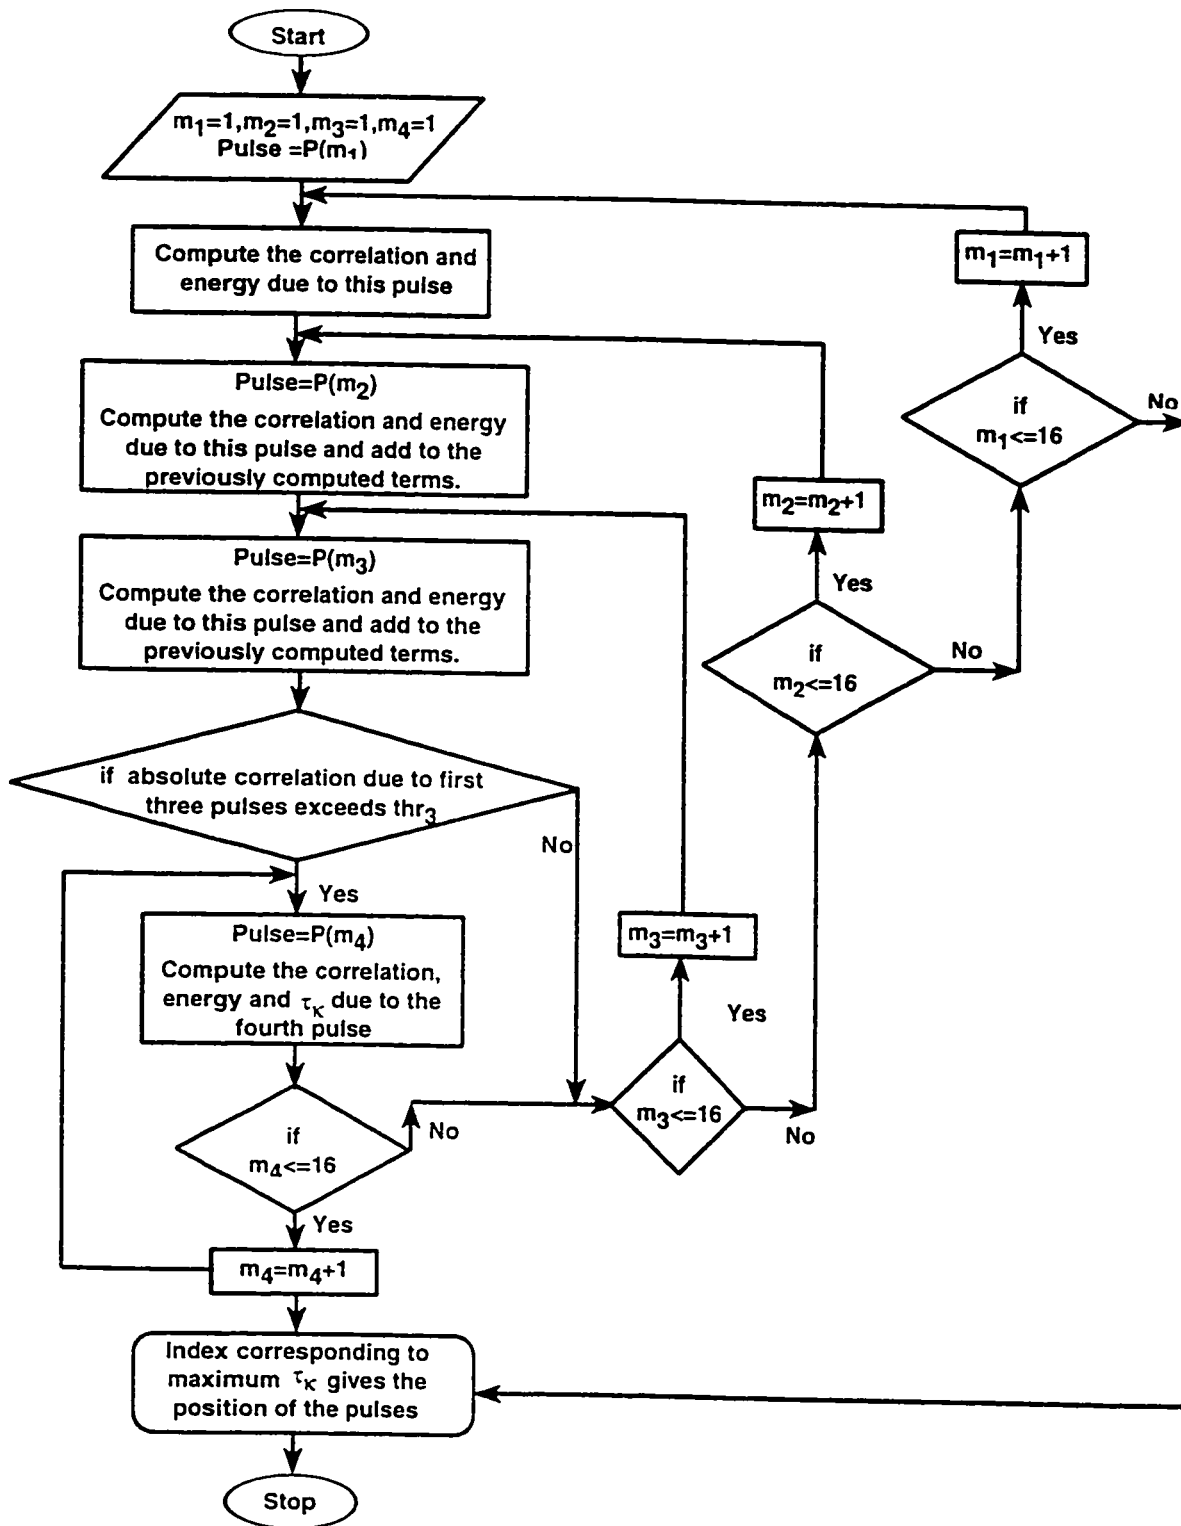 Start
m1=1,m2=1,m3=1,m4=1
Pulse =P(m1)
Compute the correlation and
energy due to this pulse
m1=m1+1
Yes
if
m1<=16
No
Pulse=P(m2)
Compute the correlation and energy
due to this pulse and add to the
previously computed terms.
m2=m2+1
Yes
if
m2<=16
No
Pulse=P(m3)
Compute the correlation and energy
due to this pulse and add to the
previously computed terms.
if absolute correlation due to first
three pulses exceeds thr3
No
Yes
Pulse=P(m4)
Compute the correlation,
energy and τκ due to the
fourth pulse
m3=m3+1
Yes
if
m3<=16
No
if
m4<=16
No
Yes
m4=m4+1
Index corresponding to
maximum τκ gives the
position of the pulses
Stop